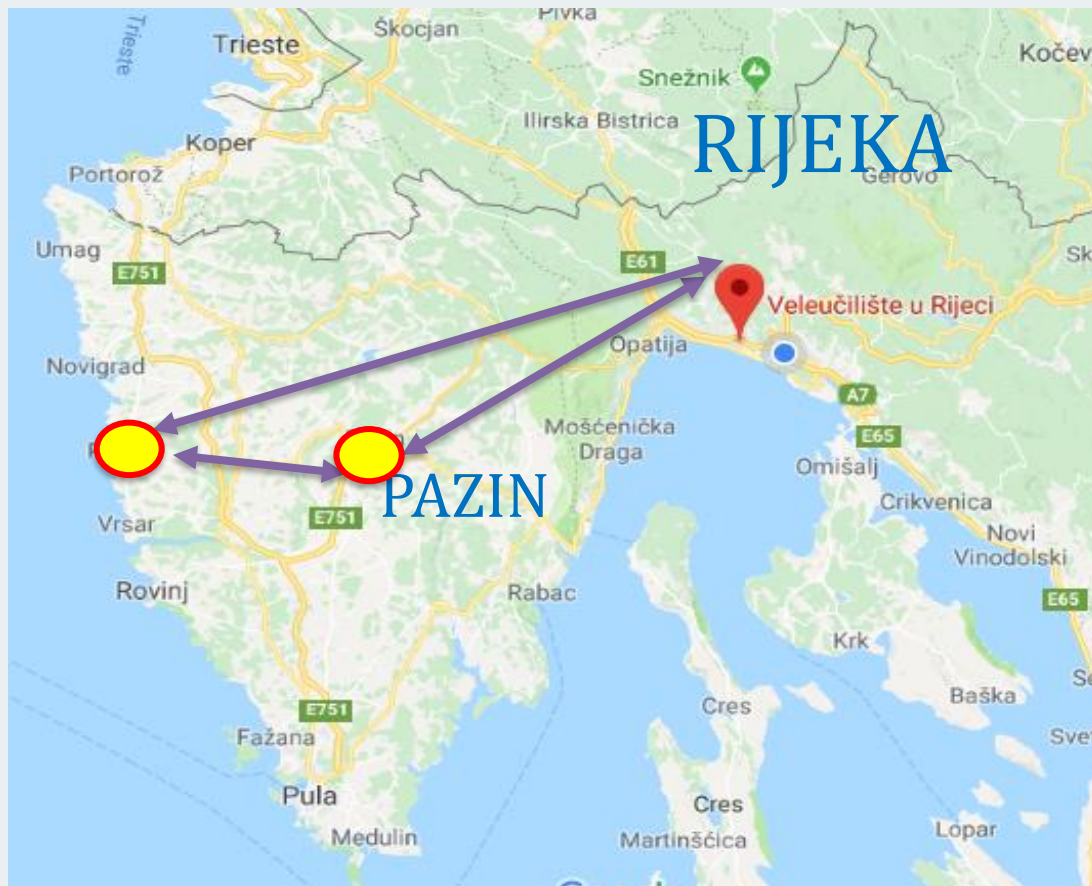 Pivka
Škocjan
Trieste
Trieste
Kočev
Snežnik
Ilirska Bistrica
RIJEKA
Koper
Portorož
Gerovo
Umag
E751
E61
Sk
Veleučilište u Rijeci
Opatija
Novigrad
A7
Mošćenička
Draga
E65
Omišalj
PAZIN
Crikvenica
Vrsar
E751
Novi
Vinodolski
Rovinj
Rabac
E65
Krk
Baška
E751
Cres
Fažana
Sve
Pula
Cres
Medulin
Martinšćica
Lopar